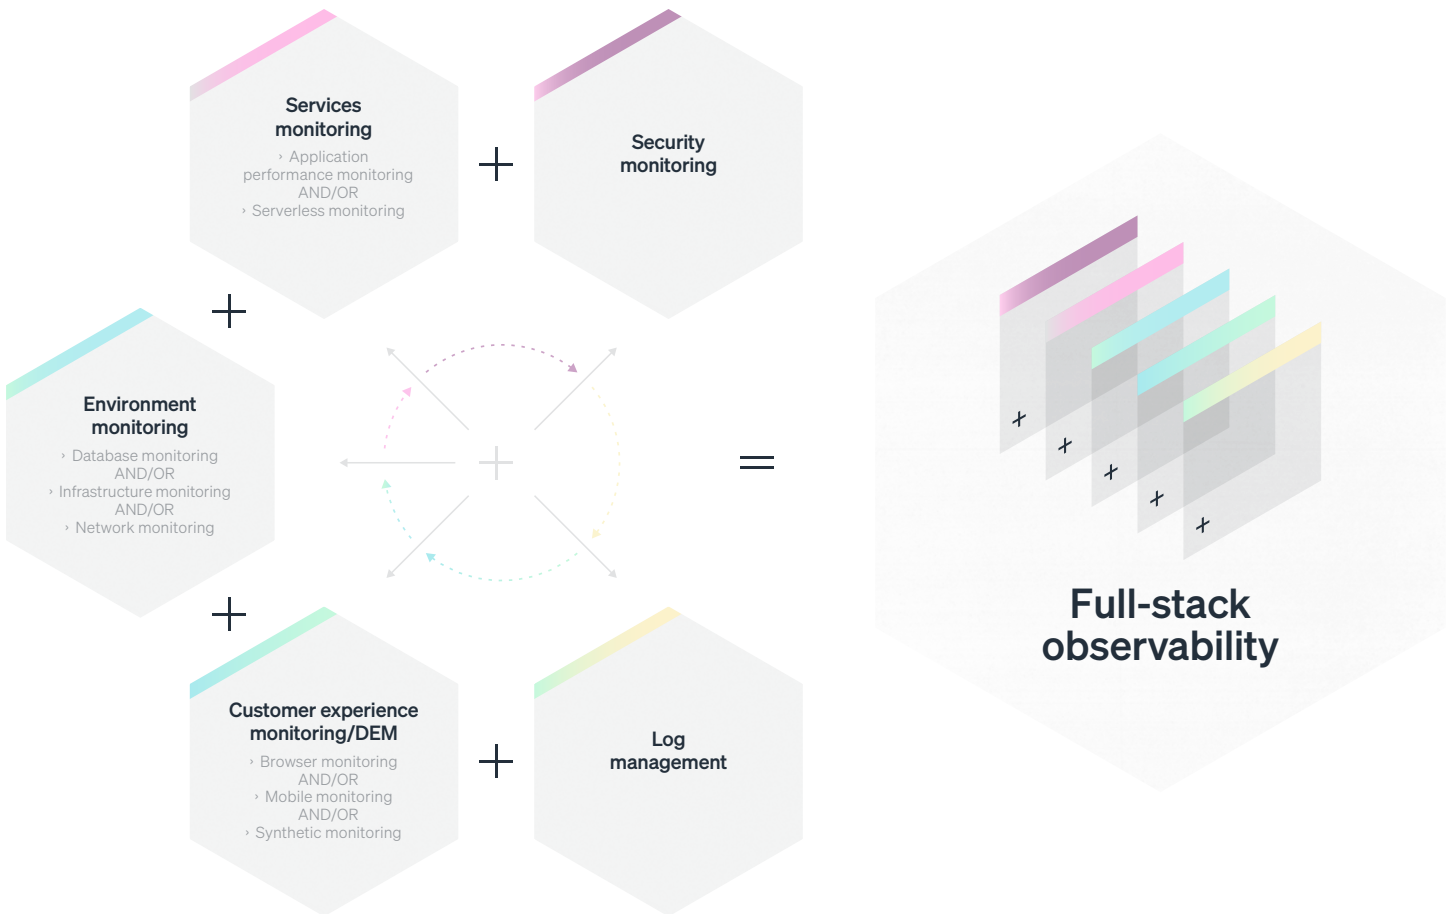 Services
monitoring
› Application
performance monitoring
AND/OR
› Serverless monitoring
Security
monitoring
Environment
monitoring
› Database monitoring
AND/OR
› Infrastructure monitoring
AND/OR
› Network monitoring
Customer experience
monitoring/DEM
› Browser monitoring
AND/OR
› Mobile monitoring
AND/OR
› Synthetic monitoring
Log
management
Full-stack
observability